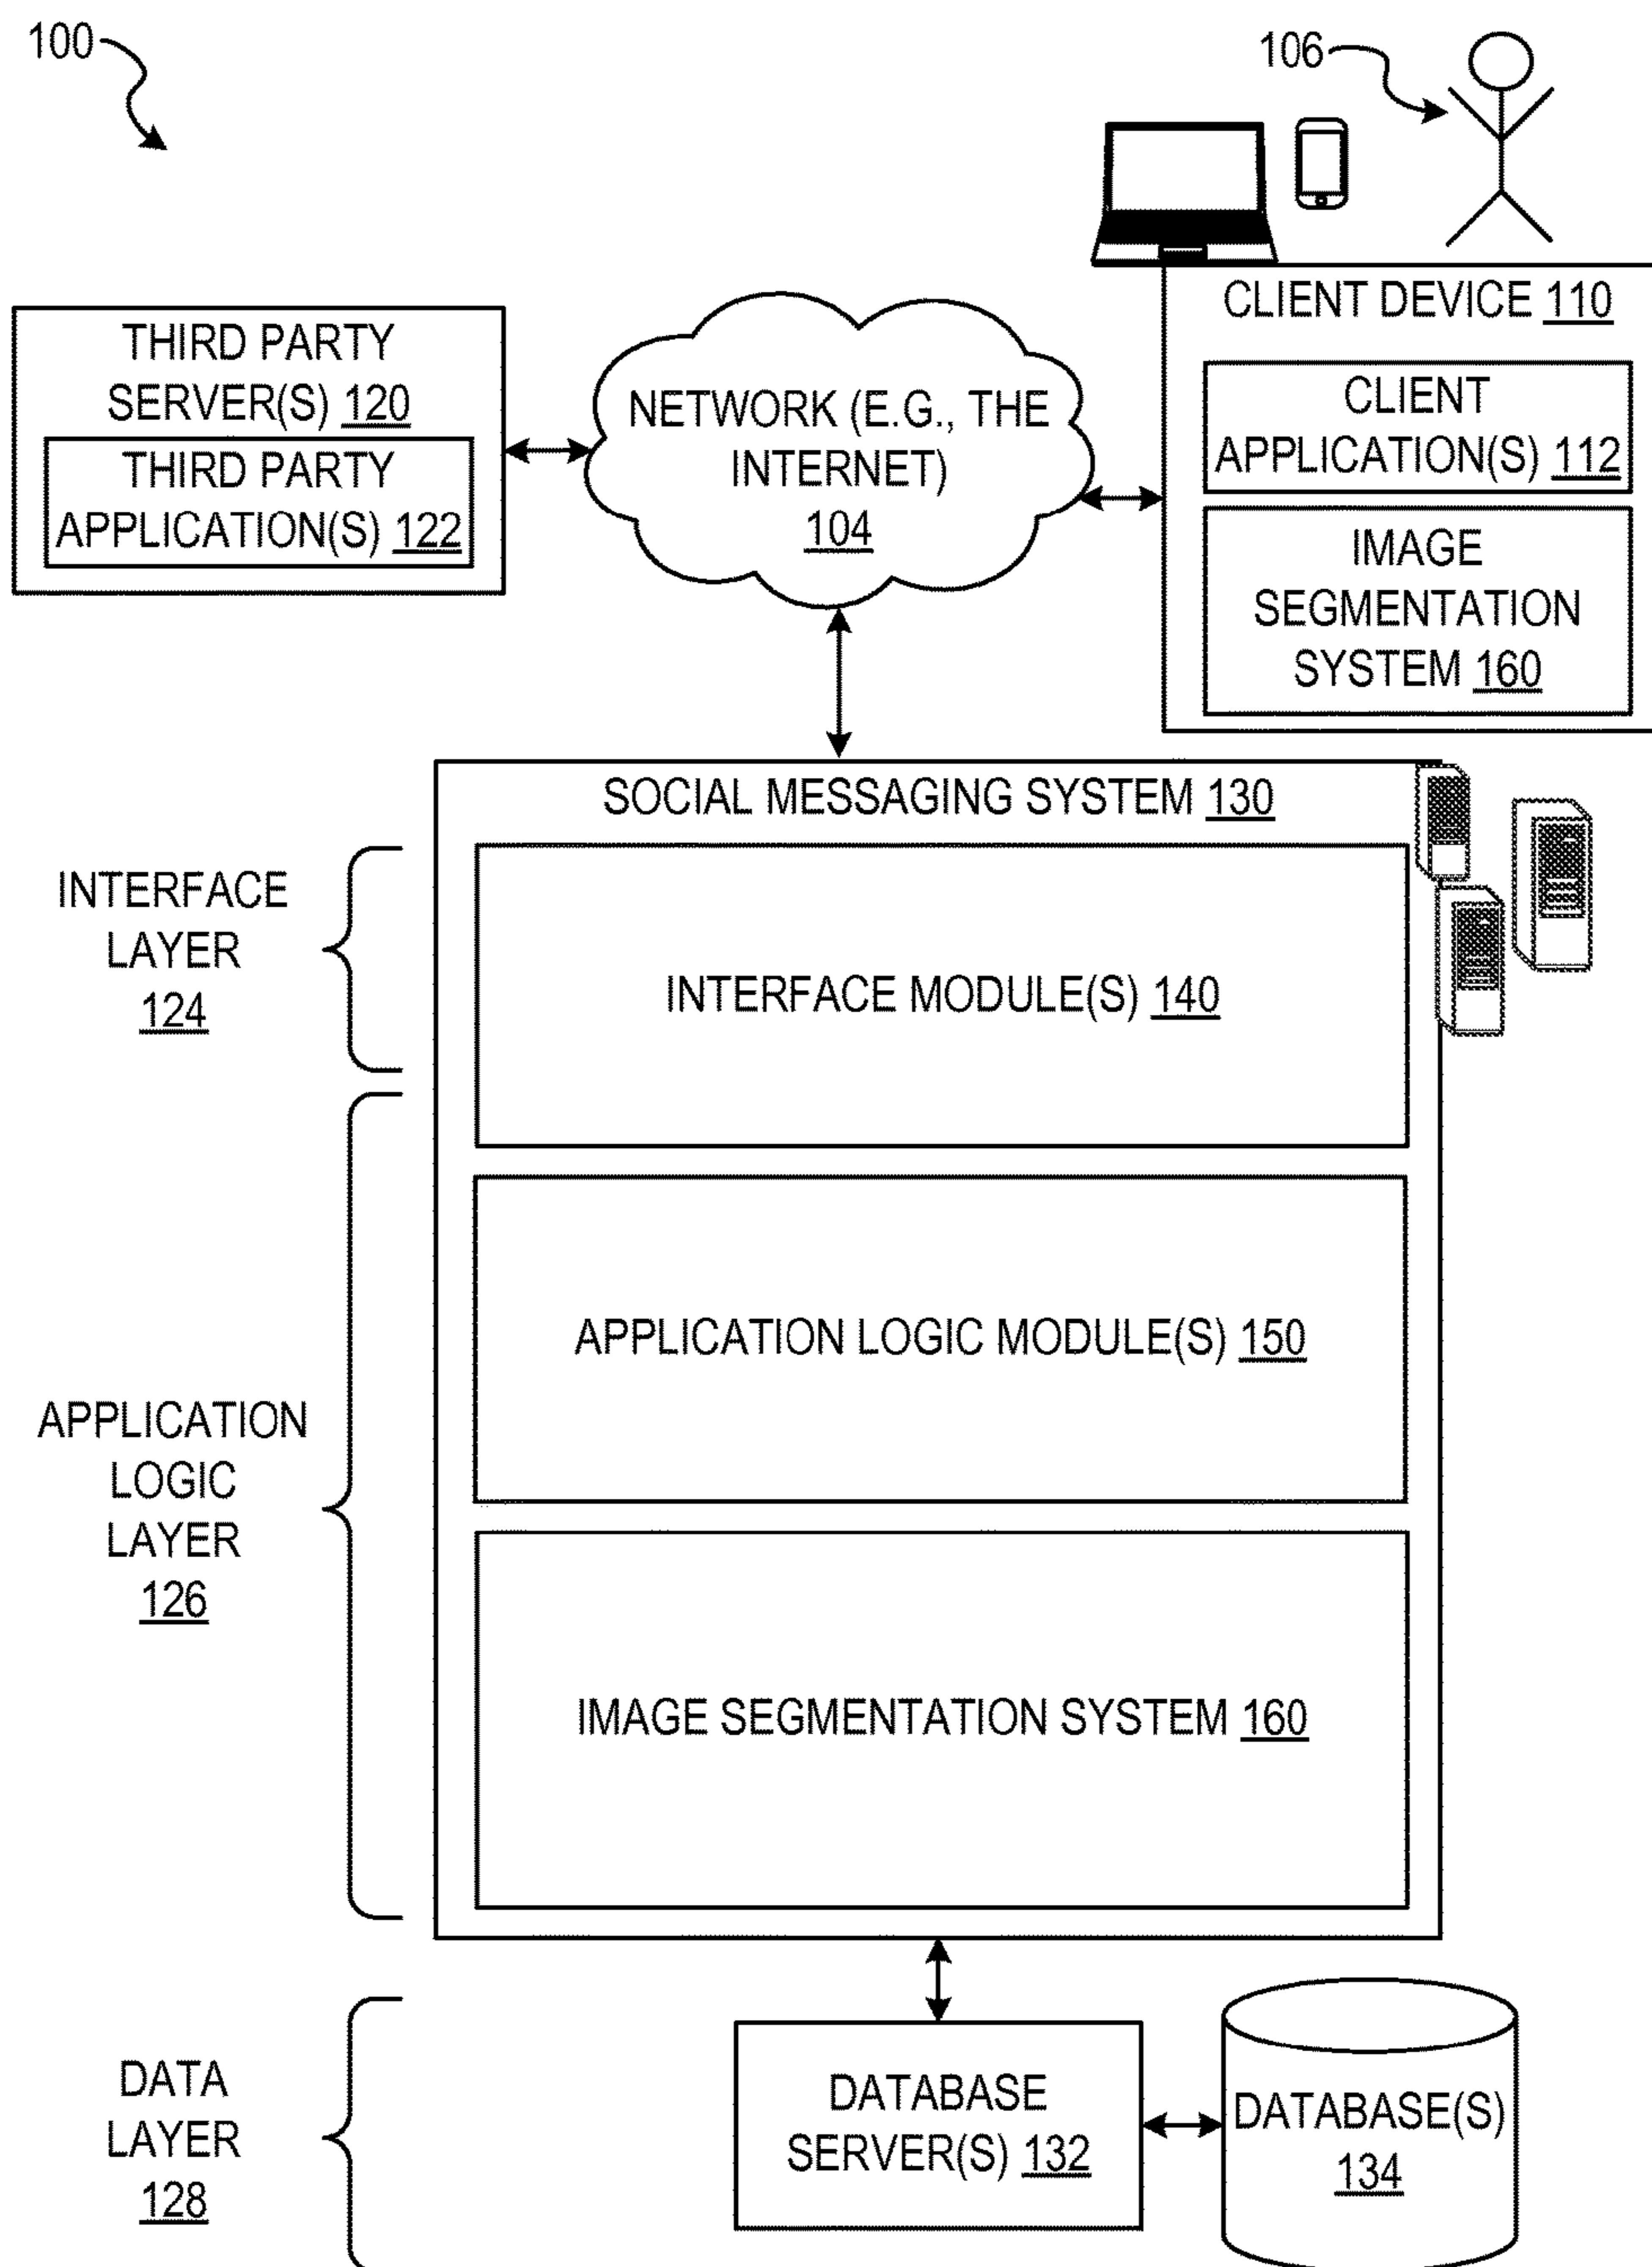 100
106
CLIENT DEVICE 110
CLIENT
APPLICATION(S) 112
IMAGE
SEGMENTATION
SYSTEM 160
THIRD PARTY
SERVER(S) 120
THIRD PARTY
APPLICATION(S) 122
NETWORK (E.G., THE
INTERNET)
104
SOCIAL MESSAGING SYSTEM 130
INTERFACE
LAYER
124
INTERFACE MODULE(S) 140
APPLICATION LOGIC MODULE(S) 150
APPLICATION
LOGIC
LAYER
126
IMAGE SEGMENTATION SYSTEM 160
DATA
LAYER
128
DATABASE
SERVER(S) 132
DATABASE(S)
134